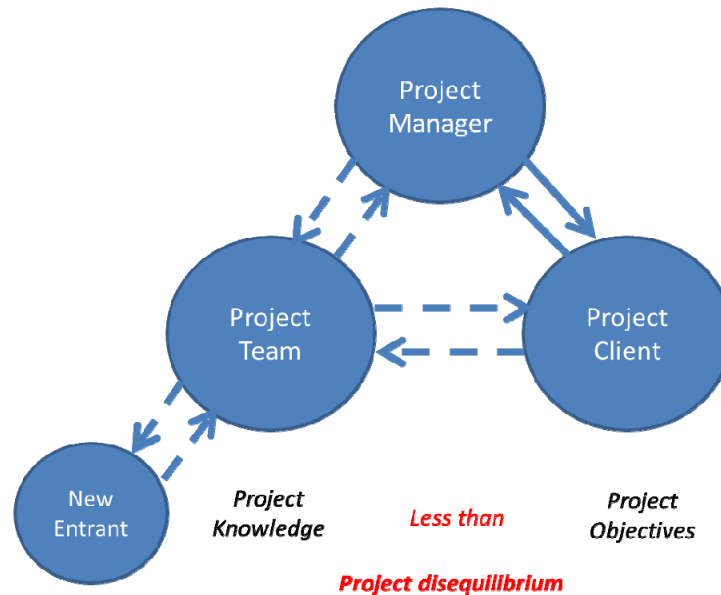 Project
Manager
Project
Team
Project
Client
New
Entrant
Project
Knowledge
Less than
Project
Objectives
Project disequilibrium